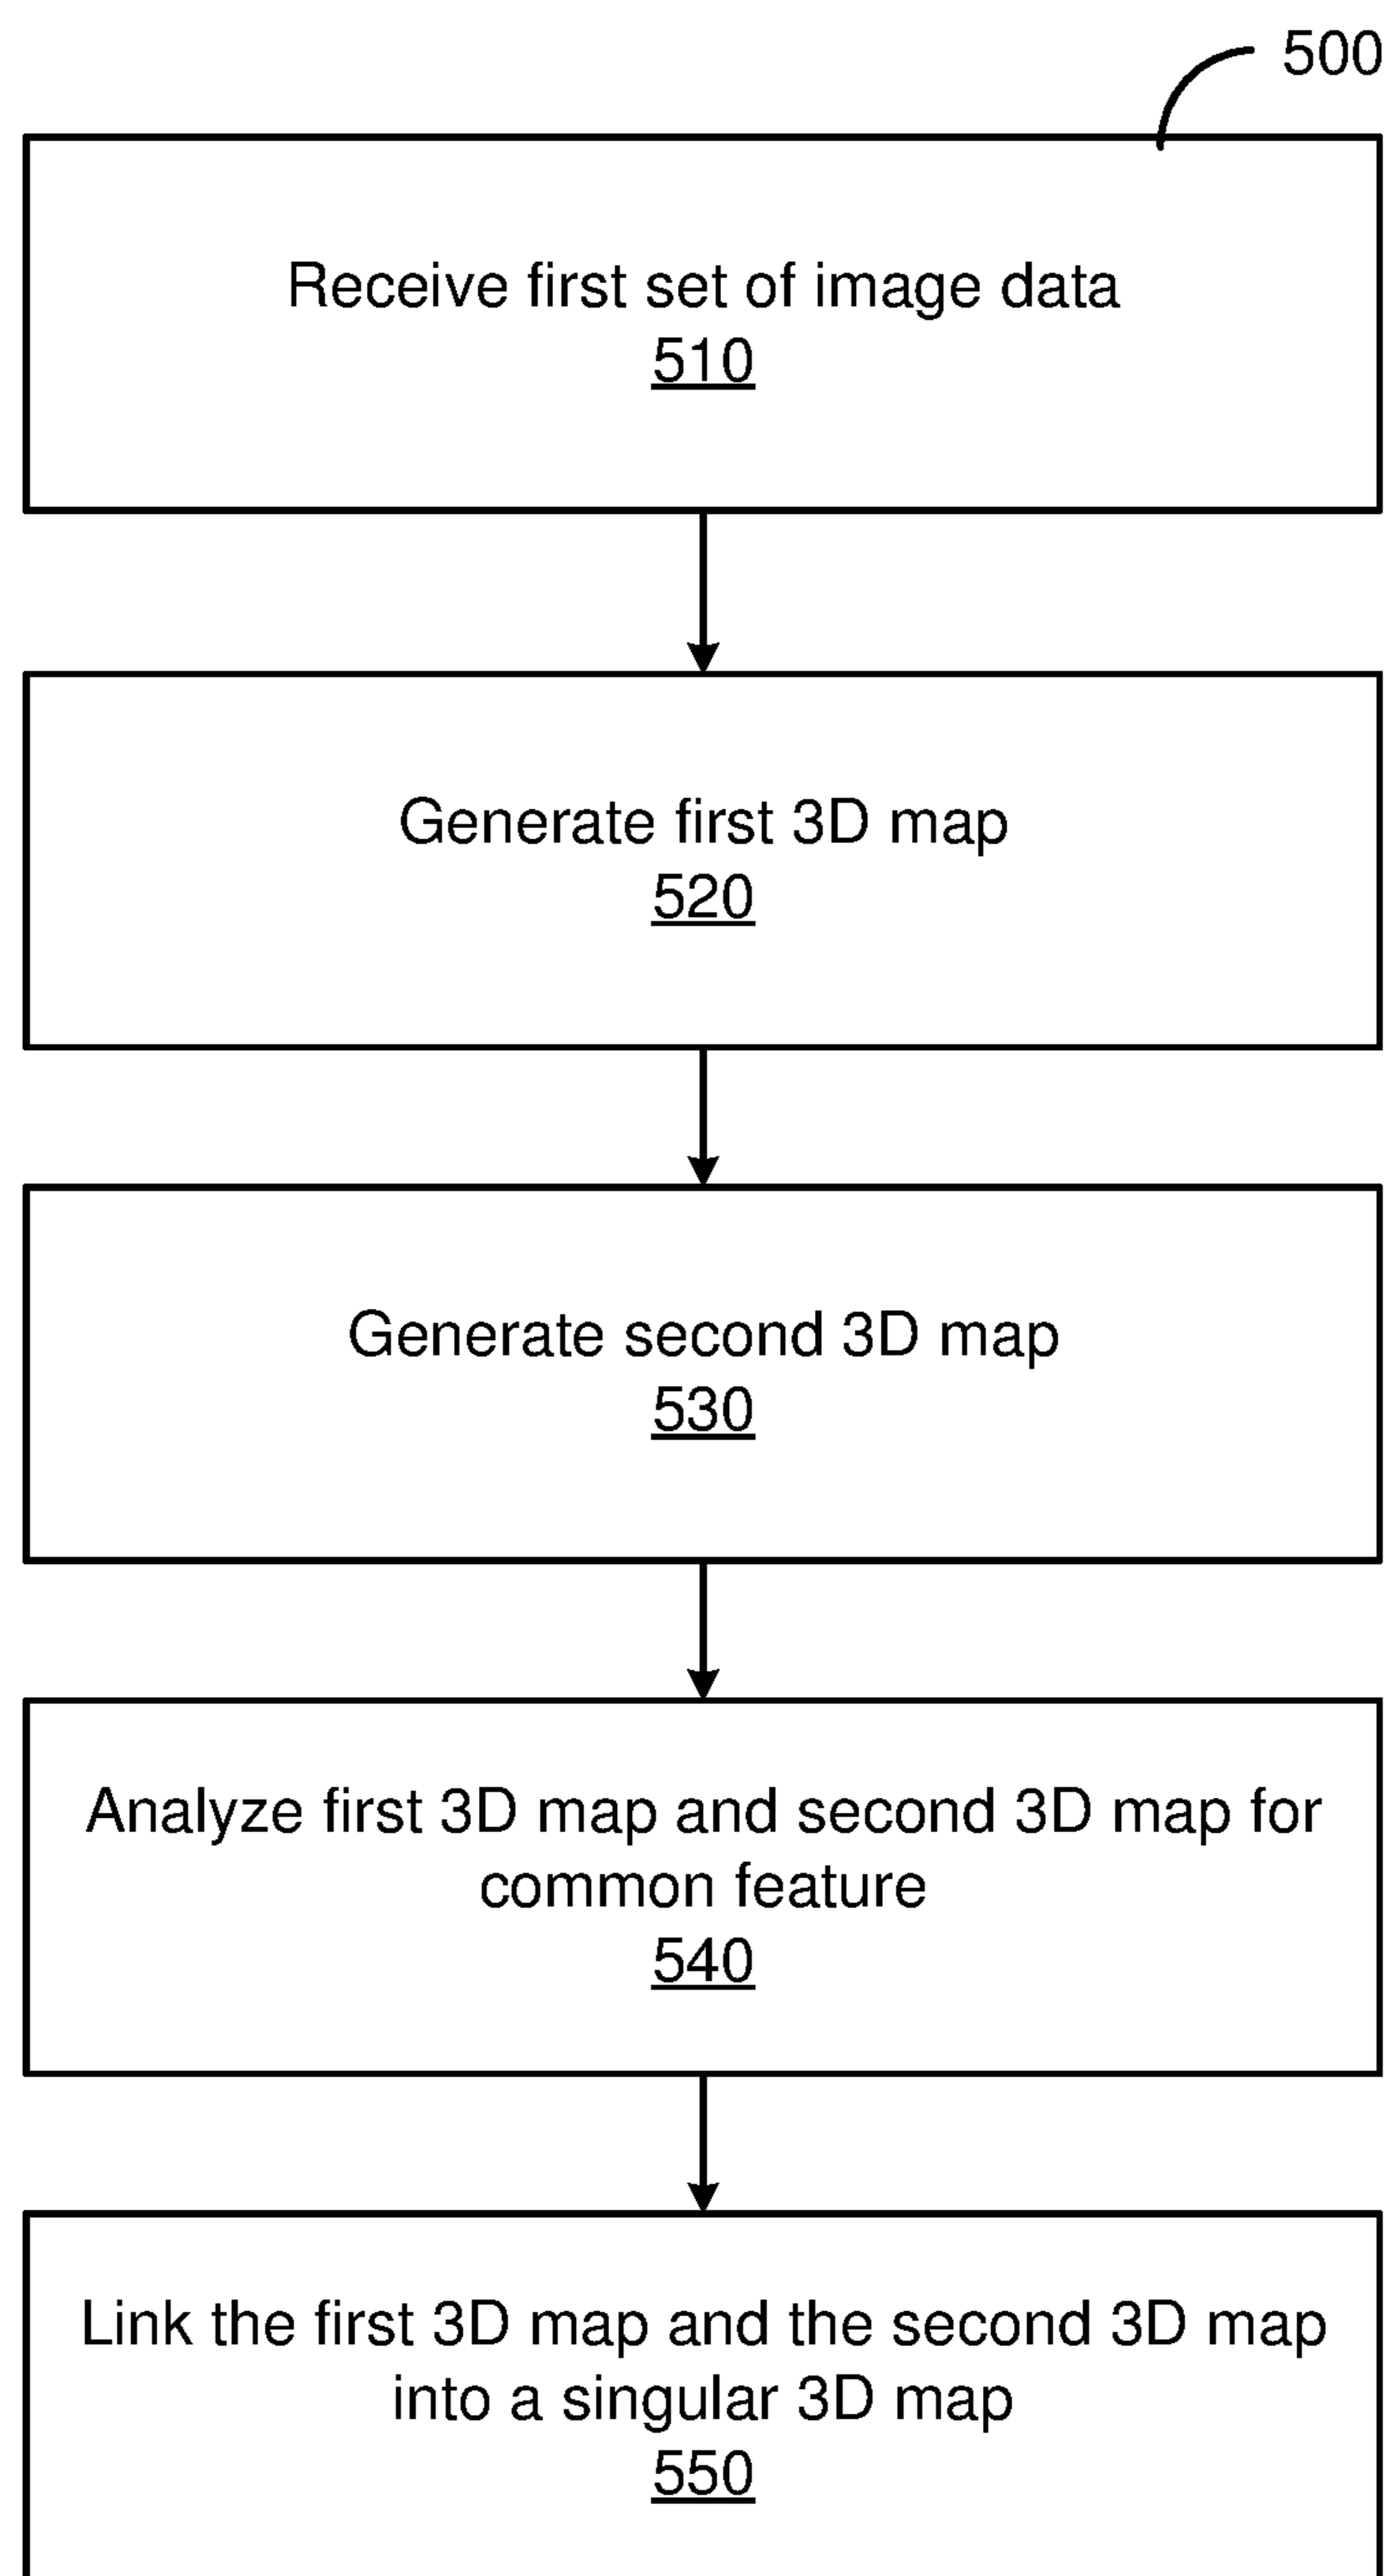 500
Receive first set of image data
510
Generate first 3D map
520
Generate second 3D map
530
Analyze first 3D map and second 3D map for
common feature
540
Link the first 3D map and the second 3D map
into a singular 3D map
550